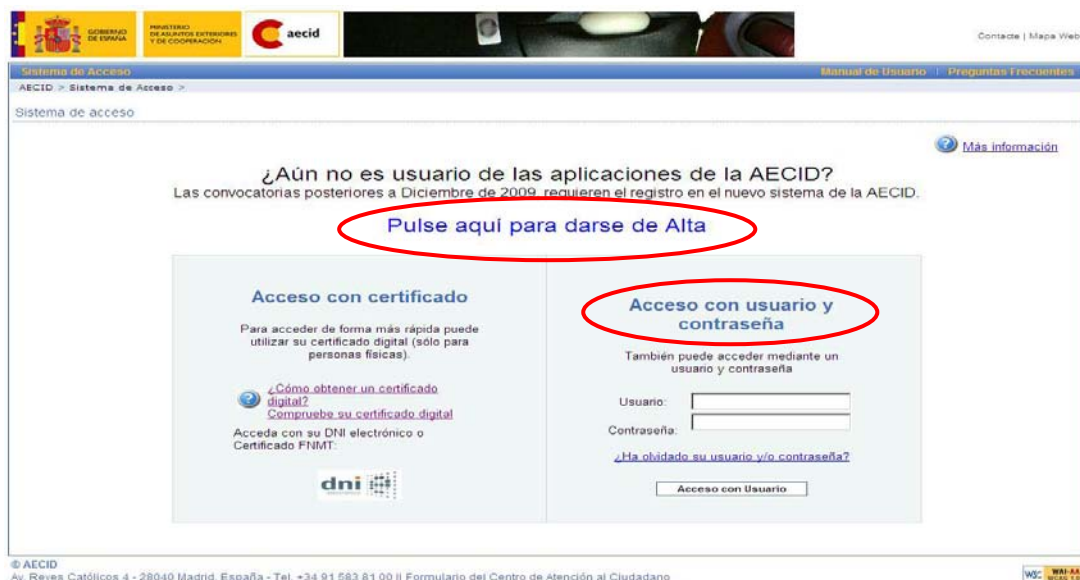 GOBIERNO
DE ESPAÑA
MINISTERIO
DE ASUNTOS EXTERIORES
Y DE COOPERACIÓN
aecid
Contacte | Mapa Web
Sistema de Acceso
Manual de Usuario | Preguntas Frecuentes
AECID > Sistema de Acceso >
Sistema de acceso
Más información
¿Aún no es usuario de las aplicaciones de la AECID?
Las convocatorias posteriores a Diciembre de 2009, requieren el registro en el nuevo sistema de la AECID.
Pulse aquí para darse de Alta
Acceso con certificado
Para acceder de forma más rápida puede
utilizar su certificado digital (sólo para
personas físicas).
¿Cómo obtener un certificado
digital?
Compruebe su certificado digital
Acceda con su DNI electrónico o
Certificado FNMT:
dni
Acceso con usuario y
contraseña
También puede acceder mediante un
usuario y contraseña
Usuario:
Contraseña:
¿Ha olvidado su usuario y/o contraseña?
Acceso con Usuario
© AECID
Av. Reyes Católicos 4 - 28040 Madrid, España - Tel. +34 91 583 81 00 || Formulario del Centro de Atención al Ciudadano
W3C WAI-AA